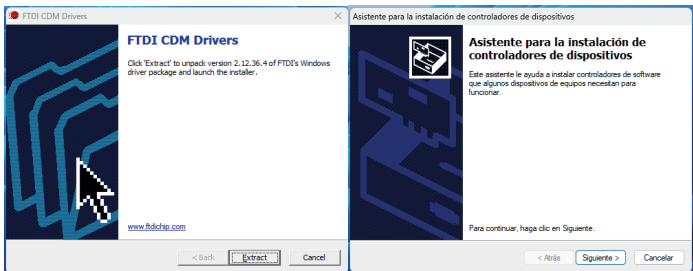 FTDI CDM Drivers
FTDI CDM Drivers
Click 'Extract' to unpack version 2.12.36.4 of FTDI's Windows
driver package and launch the installer.
www.ftdichip.com
< Back
Extract
Cancel
Asistente para la instalación de controladores de dispositivos
Asistente para la instalación de
controladores de dispositivos
Este asistente le ayuda a instalar controladores de software
que algunos dispositivos de equipos necesitan para
funcionar.
Para continuar, haga clic en Siguiente.
< Atrás
Siguiente >
Cancelar